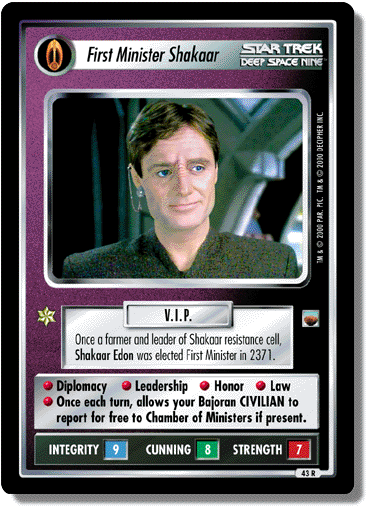 First Minister Shakaar
STAR TREK
DEEP SPACE NINE
™ & © 2000 PAR. PIC. TM & © 2000 DECIPHER INC.
V.I.P.
Once a farmer and leader of Shakaar resistance cell,
Shakaar Edon was elected First Minister in 2371.
Diplomacy Leadership Honor Law
Once each turn, allows your Bajoran CIVILIAN to
report for free to Chamber of Ministers if present.
INTEGRITY 9 CUNNING 8 STRENGTH 7
43 R